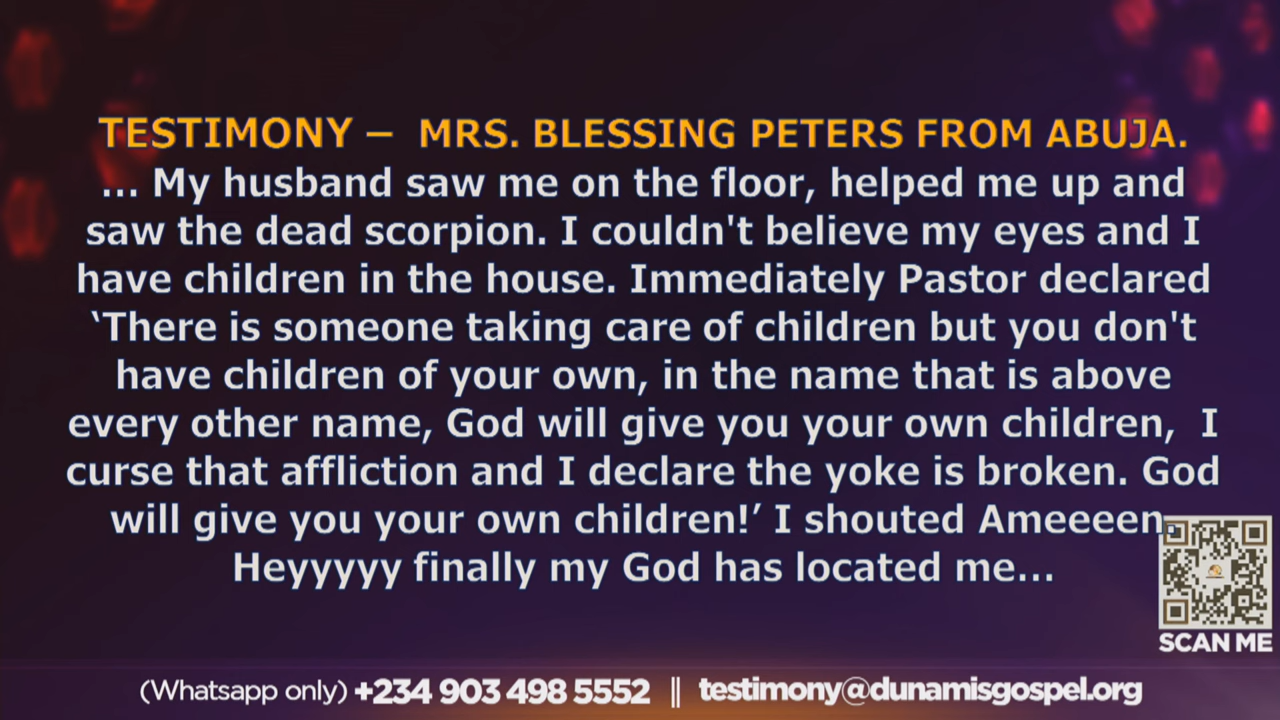 TESTIMONY – MRS. BLESSING PETERS FROM ABUJA.
... My husband saw me on the floor, helped me up and
saw the dead scorpion. I couldn't believe my eyes and I
have children in the house. Immediately Pastor declared
‘There is someone taking care of children but you don't
have children of your own, in the name that is above
every other name, God will give you your own children, I
curse that affliction and I declare the yoke is broken. God
will give you your own children!’ I shouted Ameeeen.
Heyyyyy finally my God has located me...
SCAN ME
(Whatsapp only) +234 903 498 5552 || testimony@dunamisgospel.org